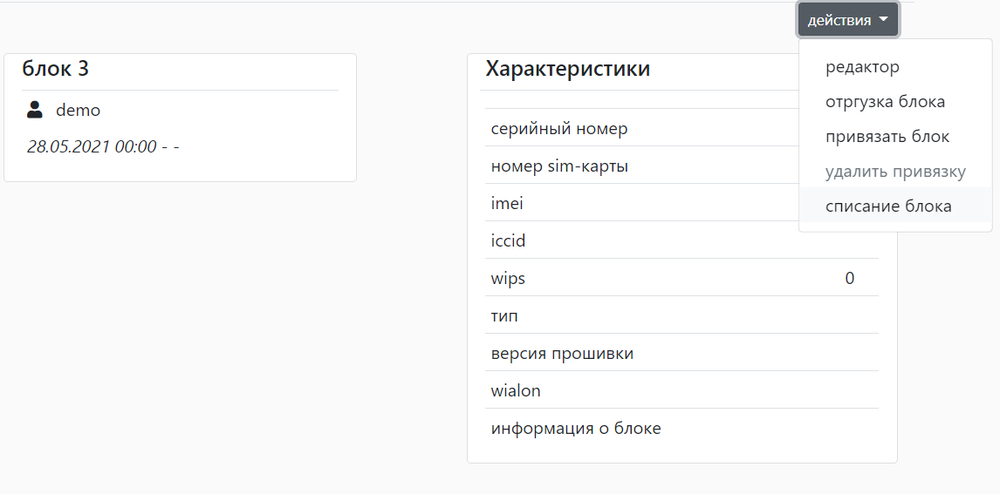 действия
блок 3
demo
28.05.2021 00:00 - -
Характеристики
серийный номер
номер sim-карты
imei
iccid
wips 0
тип
версия прошивки
wialon
информация о блоке
редактор
отргузка блока
привязать блок
удалить привязку
списание блока